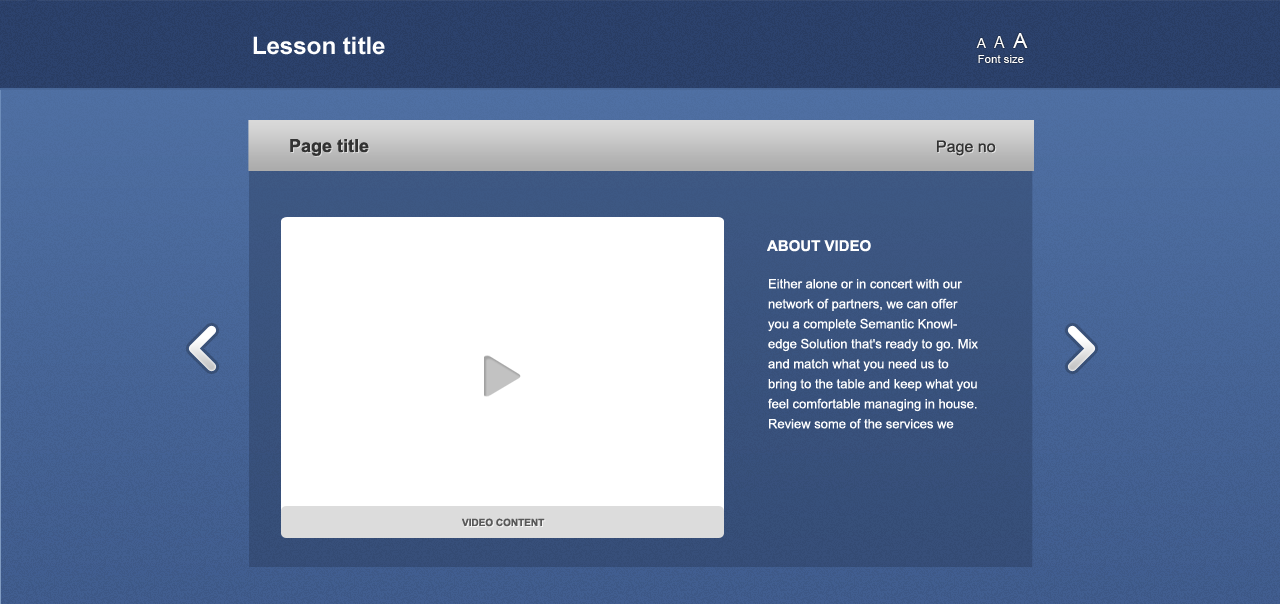 Lesson title
A A A
Font size
Page title
Page no
ABOUT VIDEO
Either alone or in concert with our
network of partners, we can offer
you a complete Semantic Knowl-
edge Solution that's ready to go. Mix
and match what you need us to
bring to the table and keep what you
feel comfortable managing in house.
Review some of the services we
VIDEO CONTENT